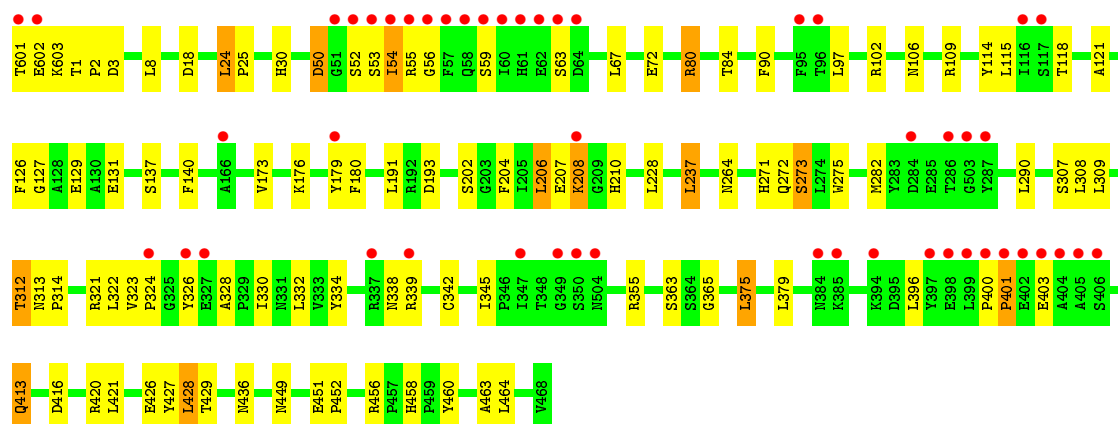 T601 E602 K603 T1 P2 D3 L8 D18 L24 P25 H30 D50 G51 S52 S53 I54 R55 G56 F57 Q58 S59 I60 H61 E62 S63 D64 L67 E72 R80 T84 F90 F95 T96 L97 R102 N106 R109 Y114 L115 I116 S117 T118 A121
F126 G127 A128 E129 A130 E131 S137 F140 A166 V173 K176 Y179 F180 L191 R192 D193 S202 G203 F204 I205 L206 E207 K208 G209 H210 L228 L237 N264 H271 Q272 S273 L274 W275 M282 Y283 D284 E285 T286 G503 Y287 L290 S307 L308 L309
T312 N313 P314 R321 L322 V323 P324 G325 Y326 E327 A328 P329 I330 N331 L332 V333 Y334 R337 N338 R339 C342 I345 P346 I347 T348 G349 S350 N504 R355 S363 S364 G365 L375 L379 N384 K385 K394 D395 L396 Y397 E398 L399 P400 P401 E402 E403 A404 A405 S406
Q413 D416 R420 L421 E426 Y427 L428 T429 N436 N449 E451 P452 R456 P457 H458 P459 Y460 A463 L464 V468